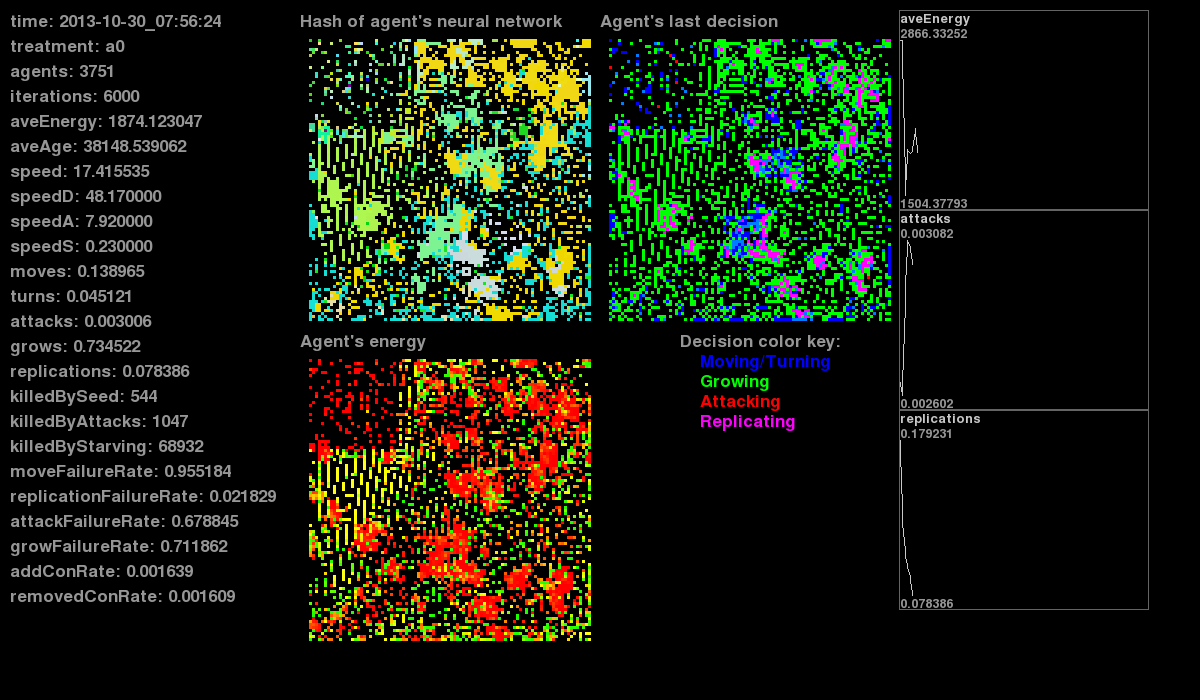 time: 2013-10-30_07:56:24
treatment: a0
agents: 3751
iterations: 6000
aveEnergy: 1874.123047
aveAge: 38148.539062
speed: 17.415535
speedD: 48.170000
speedA: 7.920000
speedS: 0.230000
moves: 0.138965
turns: 0.045121
attacks: 0.003006
grows: 0.734522
replications: 0.078386
killedBySeed: 544
killedByAttacks: 1047
killedByStarving: 68932
moveFailureRate: 0.955184
replicationFailureRate: 0.021829
attackFailureRate: 0.678845
growFailureRate: 0.711862
addConRate: 0.001639
removedConRate: 0.001609
Hash of agent's neural network
Agent's last decision
Agent's energy
Decision color key:
Moving/Turning
Growing
Attacking
Replicating
aveEnergy
2866.33252
1504.37793
attacks
0.003082
0.002602
replications
0.179231
0.078386